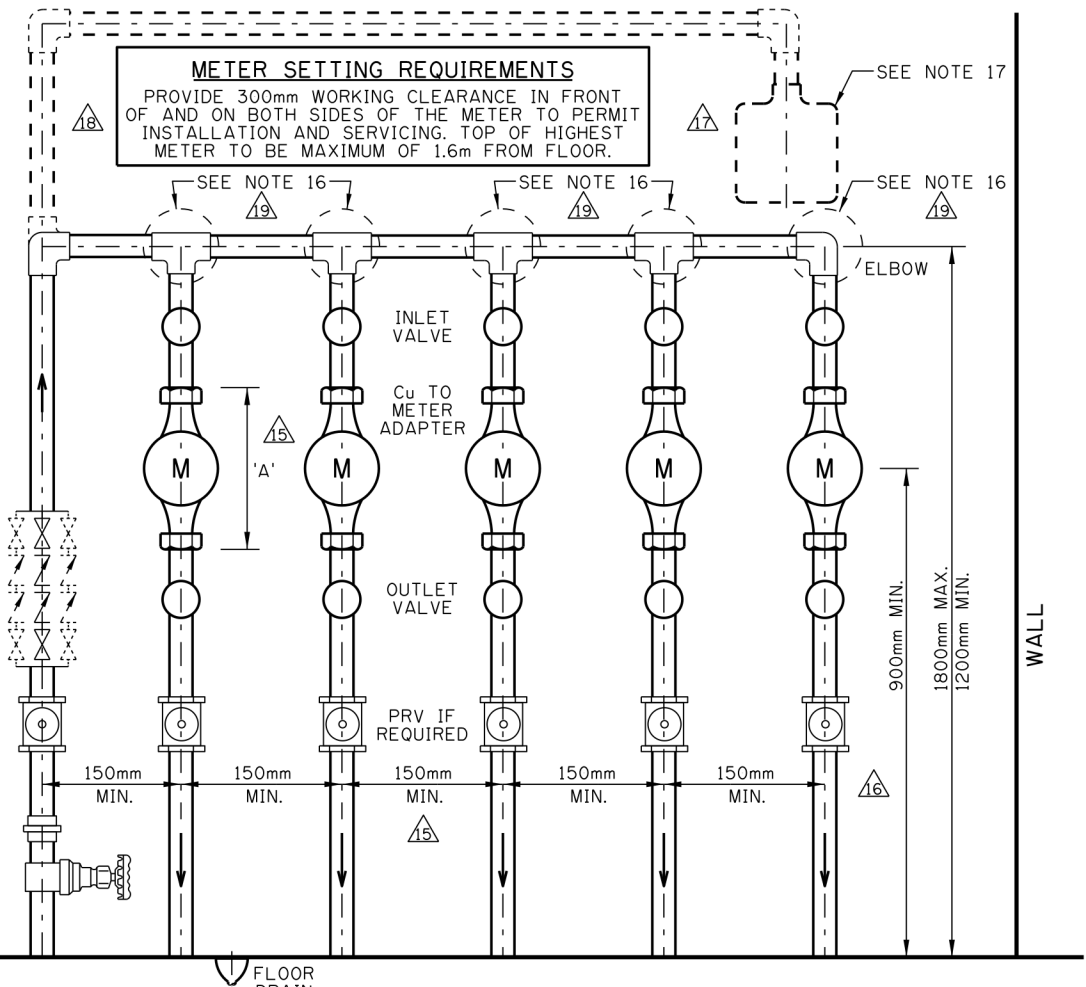 METER SETTING REQUIREMENTS
PROVIDE 300mm WORKING CLEARANCE IN FRONT
OF AND ON BOTH SIDES OF THE METER TO PERMIT
INSTALLATION AND SERVICING. TOP OF HIGHEST
METER TO BE MAXIMUM OF 1.6m FROM FLOOR.
18
17
SEE NOTE 17
SEE NOTE 16
19
SEE NOTE 16
19
SEE NOTE 16
19
ELBOW
INLET
VALVE
Cu TO
METER
ADAPTER
15
'A'
M
M
M
M
M
OUTLET
VALVE
900mm MIN.
1800mm MAX.
1200mm MIN.
WALL
PRV IF
REQUIRED
150mm
MIN.
150mm
MIN.
150mm
MIN.
150mm
MIN.
150mm
MIN.
15
16
FLOOR
DRAIN